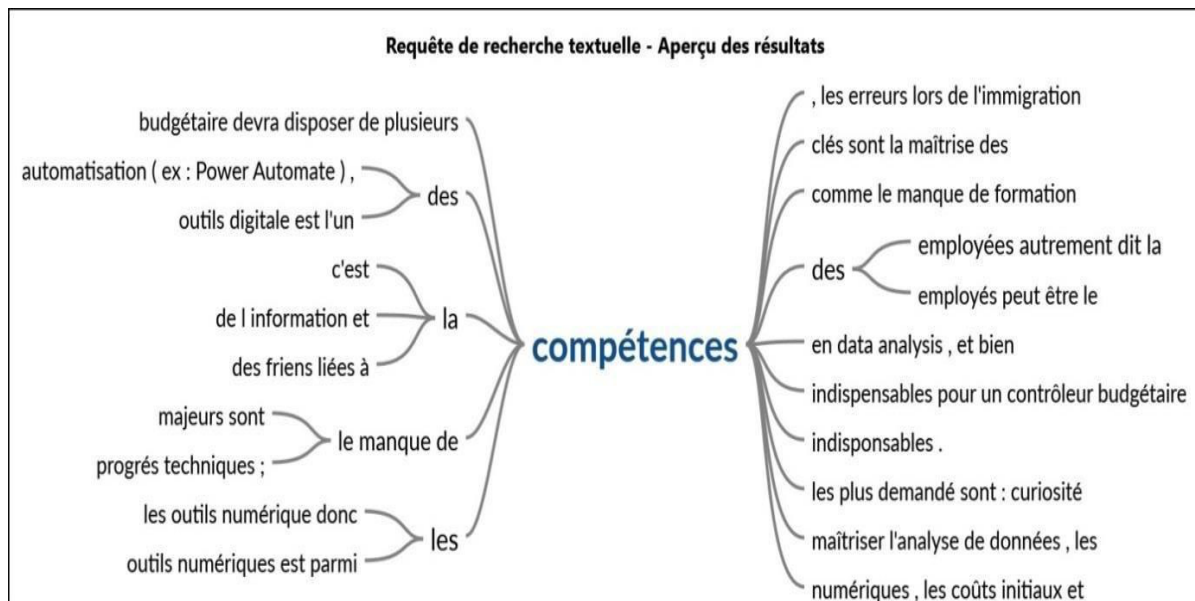 Requête de recherche textuelle - Aperçu des résultats
budgétaire devra disposer de plusieurs
automatisation ( ex : Power Automate ) ,
outils digitale est l'un
des
c'est
de l information et
des friens liées à
la
majeurs sont
progrés techniques ;
le manque de
les outils numérique donc
outils numériques est parmi
les
compétences
, les erreurs lors de l'immigration
clés sont la maîtrise des
comme le manque de formation
des
employées autrement dit la
employés peut être le
en data analysis , et bien
indispensables pour un contrôleur budgétaire
indisponsables .
les plus demandé sont : curiosité
maîtriser l'analyse de données , les
numériques , les coûts initiaux et